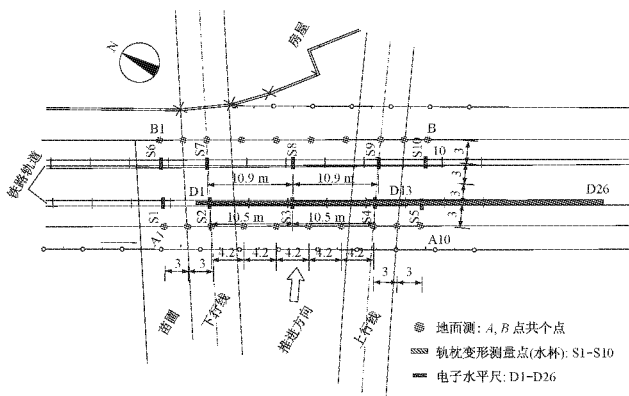 N
房屋
B1
B
S6
S7
S8
S9
S10
10
3
3
3
3
10.9 m
10.9 m
铁路轨道
D1
D13
D26
S1
S2
S3
S4
S5
10.5 m
10.5 m
A1
A10
4.2
4.2
4.2
4.2
4.2
3
3
3
3
苗圃
下行线
推进方向
上行线
地面测: A, B 点共个点
轨枕变形测量点(水杯): S1-S10
电子水平尺: D1-D26